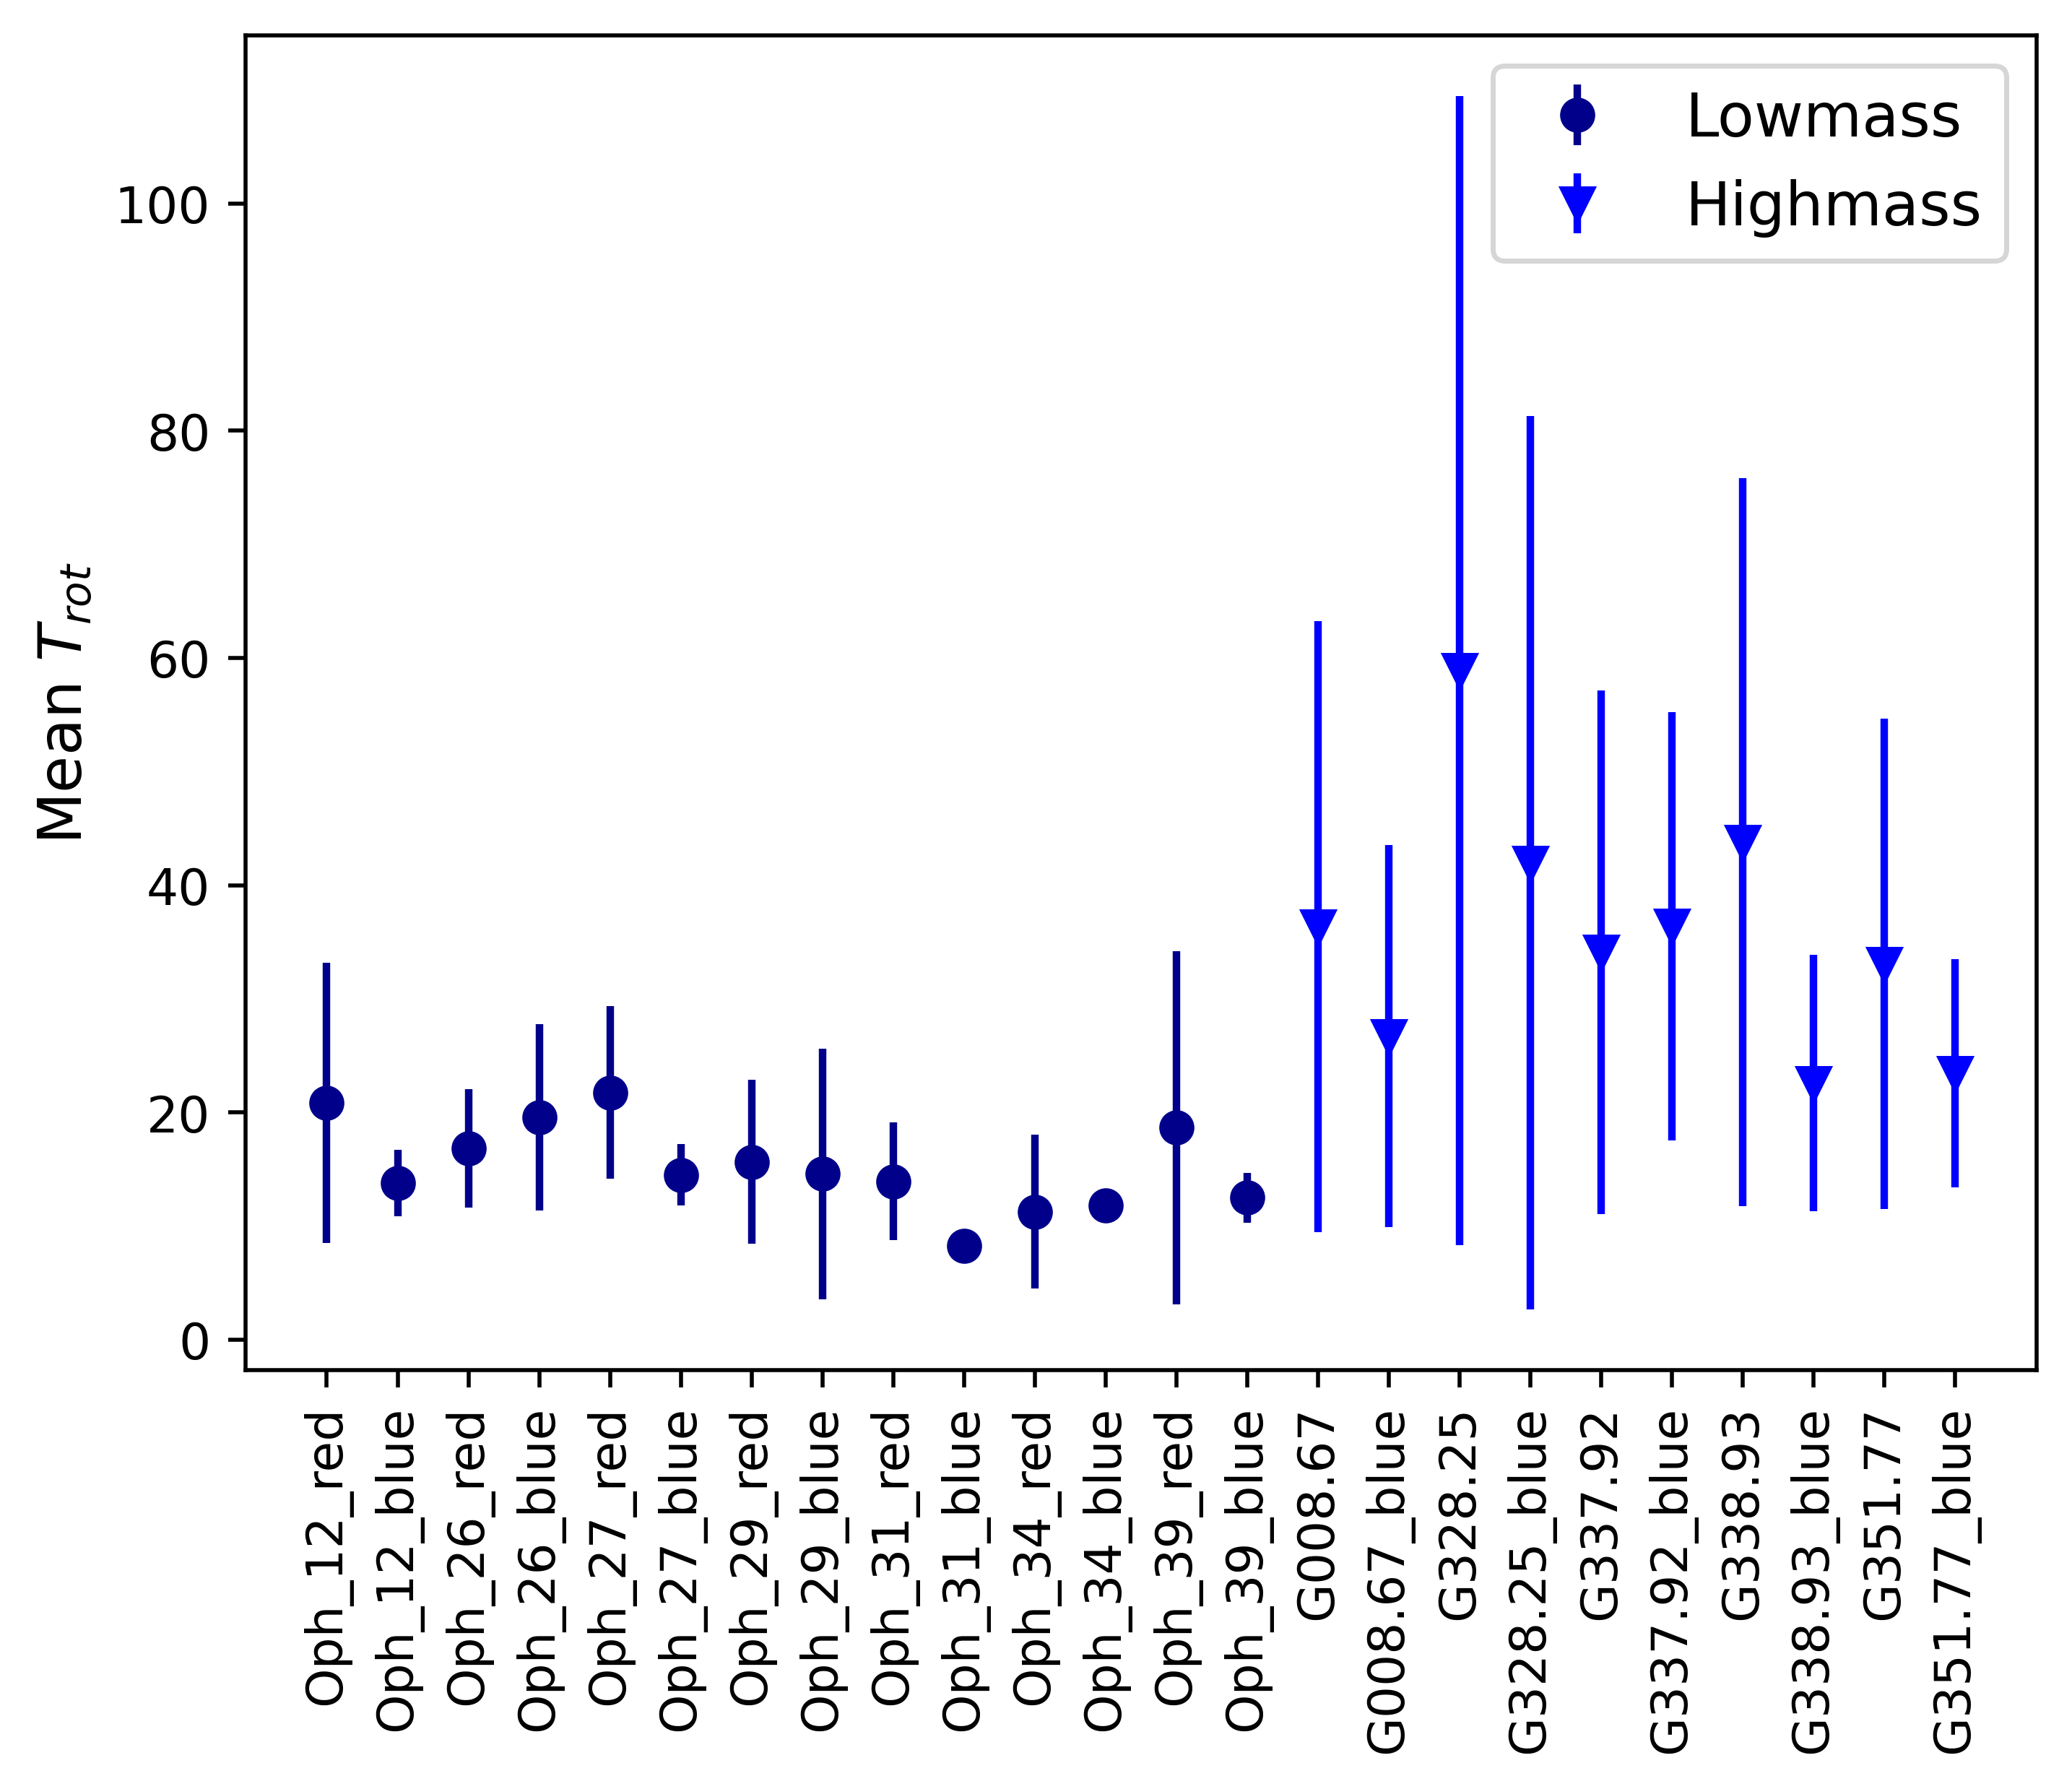 Lowmass
Highmass
Mean T_rot
100
80
60
40
20
0
Oph_12_red
Oph_12_blue
Oph_26_red
Oph_26_blue
Oph_27_red
Oph_27_blue
Oph_29_red
Oph_29_blue
Oph_31_red
Oph_31_blue
Oph_34_red
Oph_34_blue
Oph_39_red
Oph_39_blue
G008.67
G008.67_blue
G328.25
G328.25_blue
G337.92
G337.92_blue
G338.93
G338.93_blue
G351.77
G351.77_blue